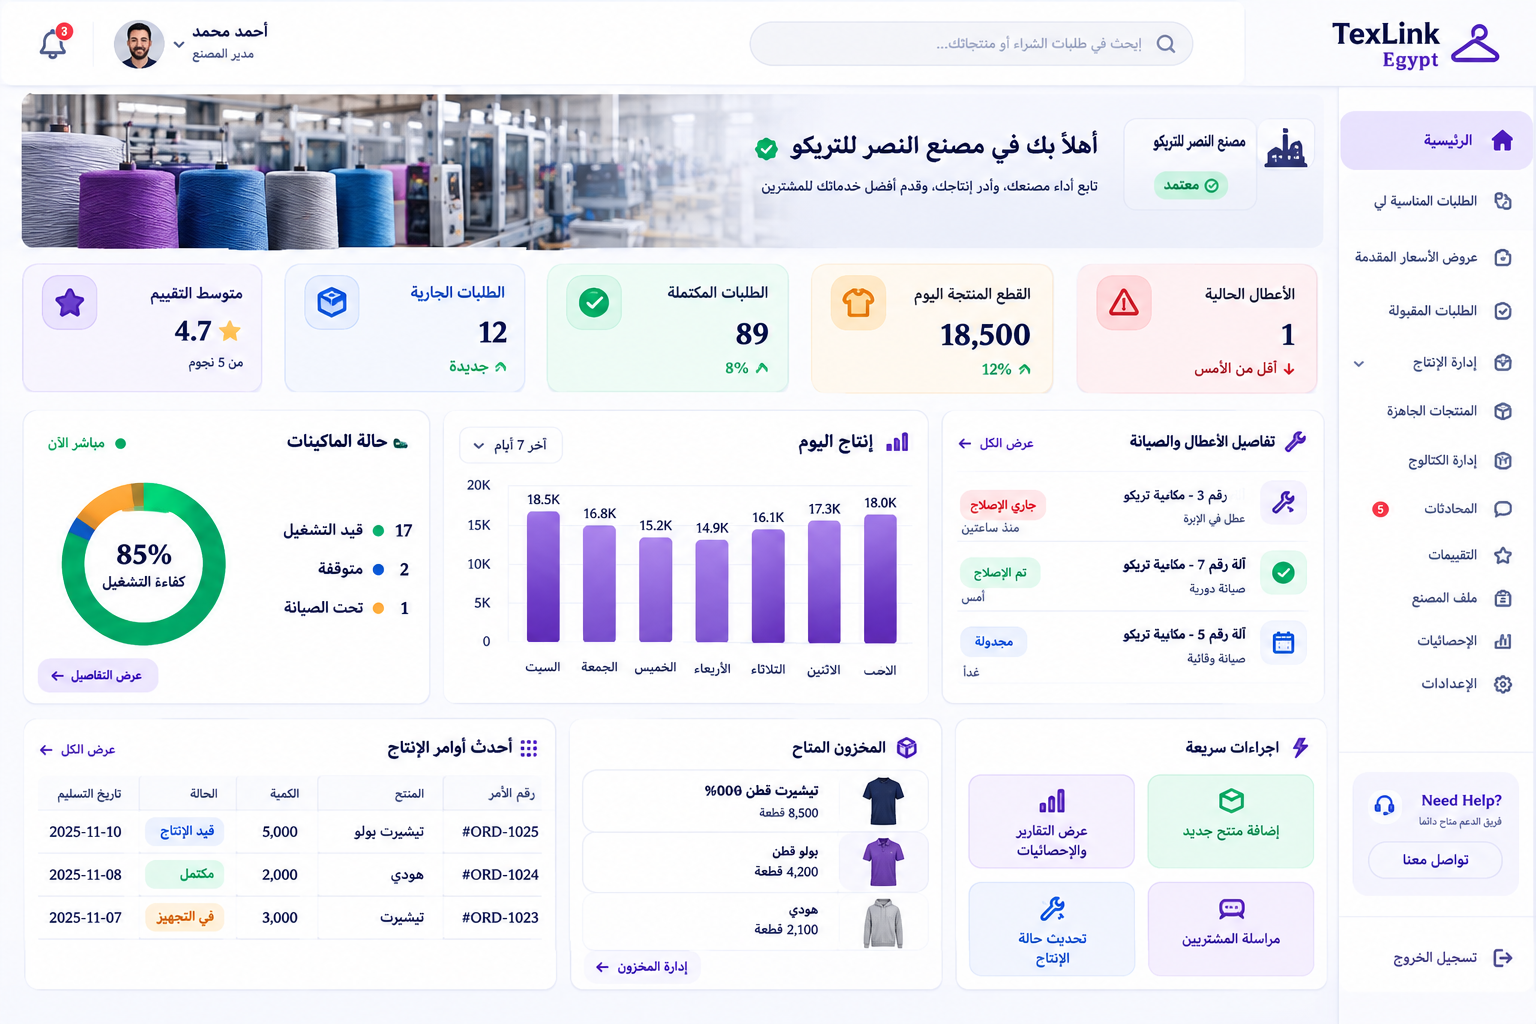 TexLink
Egypt
إبحث في طلبات الشراء أو منتجاتك...
أحمد محمد
مدير المصنع
3
الرئيسية
الطلبات المناسبة لي
عروض الأسعار المقدمة
الطلبات المقبولة
إدارة الإنتاج
المنتجات الجاهزة
إدارة الكتالوج
المحادثات
5
التقييمات
ملف المصنع
الإحصائيات
الإعدادات
Need Help?
فريق الدعم متاح دائما
تواصل معنا
تسجيل الخروج
مصنع النصر للتريكو
معتمد
أهلاً بك في مصنع النصر للتريكو
تابع أداء مصنعك، وأدر إنتاجك، وقدم أفضل خدماتك للمشترين
الأعطال الحالية
1
أقل من الأمس
القطع المنتجة اليوم
18,500
12%
الطلبات المكتملة
89
8%
الطلبات الجارية
12
جديدة
متوسط التقييم
4.7
من 5 نجوم
تفاصيل الأعطال والصيانة
عرض الكل
رقم 3 - مكانية تريكو
عطل في الإبرة
جاري الإصلاح
منذ ساعتين
آلة رقم 7 - مكانية تريكو
صيانة دورية
تم الإصلاح
أمس
آلة رقم 5 - مكابية تريكو
صيانة وقائية
مجدولة
غداً
إنتاج اليوم
آخر 7 أيام
20K
15K
10K
5K
0
18.0K
17.3K
16.1K
14.9K
15.2K
16.8K
18.5K
الاثنين
الثلاثاء
الأربعاء
الخميس
الجمعة
السبت
حالة الماكينات
مباشر الآن
17 قيد التشغيل
2 متوقفة
1 تحت الصيانة
85%
كفاءة التشغيل
عرض التفاصيل
اجراءات سريعة
إضافة منتج جديد
عرض التقارير
والإحصائيات
مراسلة المشتريين
تحديث حالة
الإنتاج
المخزون المتاح
تيشيرت قطن 000%
8,500 قطعة
بولو قطن
4,200 قطعة
هودي
2,100 قطعة
إدارة المخزون
أحدث أوامر الإنتاج
عرض الكل
رقم الأمر المنتج الكمية الحالة تاريخ التسليم
#ORD-1025 تيشيرت بولو 5,000 قيد الإنتاج 2025-11-10
#ORD-1024 هودي 2,000 مكتمل 2025-11-08
#ORD-1023 تيشيرت 3,000 في التجهيز 2025-11-07